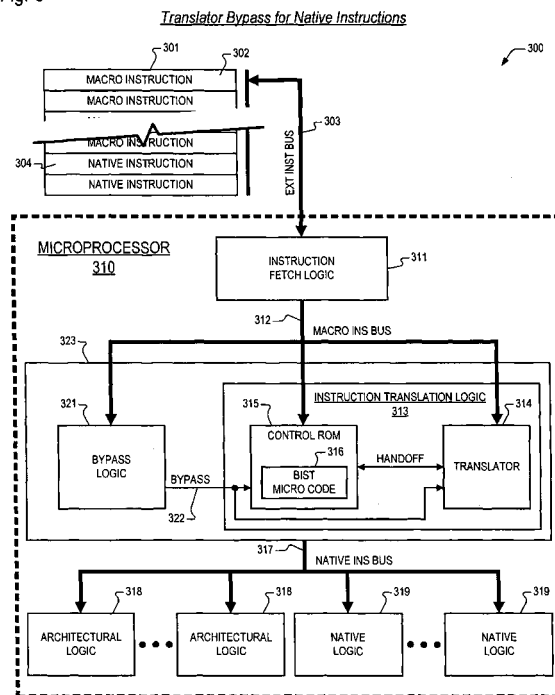 Translator Bypass for Native Instructions
300
301
302
MACRO INSTRUCTION
MACRO INSTRUCTION
...
MACRO INSTRUCTION
304
NATIVE INSTRUCTION
NATIVE INSTRUCTION
303
EXT INST BUS
MICROPROCESSOR
310
INSTRUCTION
FETCH LOGIC
311
312
MACRO INS BUS
323
321
BYPASS
LOGIC
BYPASS
322
INSTRUCTION TRANSLATION LOGIC
313
315
CONTROL ROM
316
BIST
MICRO CODE
HANDOFF
314
TRANSLATOR
317
NATIVE INS BUS
318
ARCHITECTURAL
LOGIC
318
ARCHITECTURAL
LOGIC
319
NATIVE
LOGIC
319
NATIVE
LOGIC